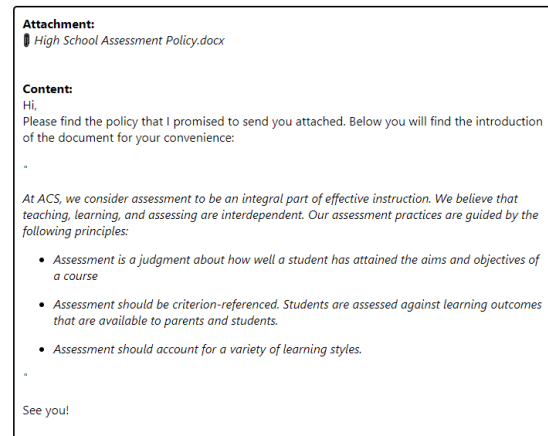 Attachment:
High School Assessment Policy.docx
Content:
Hi,
Please find the policy that I promised to send you attached. Below you will find the introduction
of the document for your convenience:
"
At ACS, we consider assessment to be an integral part of effective instruction. We believe that
teaching, learning, and assessing are interdependent. Our assessment practices are guided by the
following principles:
• Assessment is a judgment about how well a student has attained the aims and objectives of
a course
• Assessment should be criterion-referenced. Students are assessed against learning outcomes
that are available to parents and students.
• Assessment should account for a variety of learning styles.
"
See you!